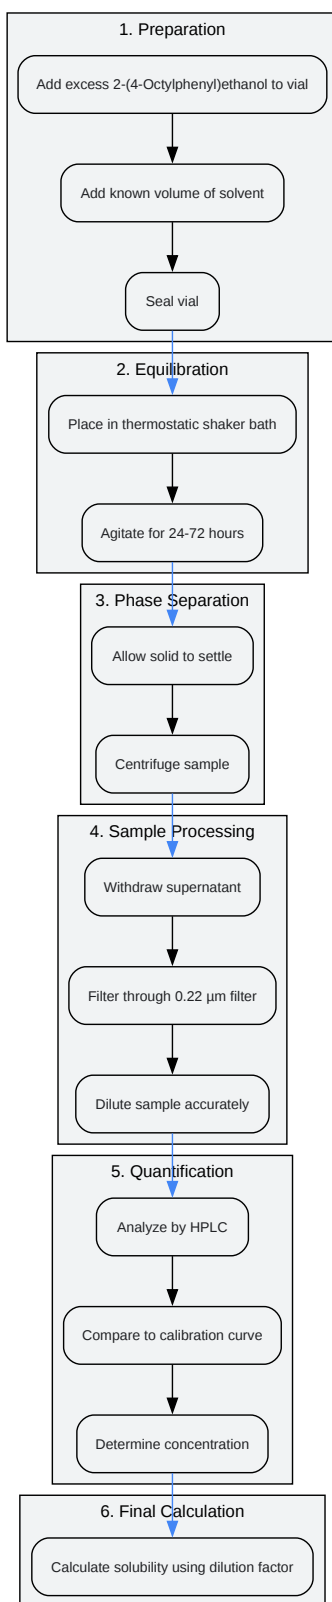 1. Preparation
Add excess 2-(4-Octylphenyl)ethanol to vial
Add known volume of solvent
Seal vial
2. Equilibration
Place in thermostatic shaker bath
Agitate for 24-72 hours
3. Phase Separation
Allow solid to settle
Centrifuge sample
4. Sample Processing
Withdraw supernatant
Filter through 0.22 µm filter
Dilute sample accurately
5. Quantification
Analyze by HPLC
Compare to calibration curve
Determine concentration
6. Final Calculation
Calculate solubility using dilution factor